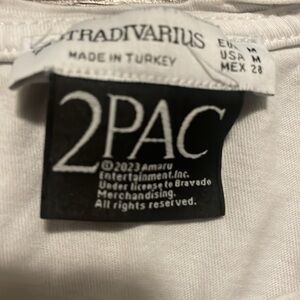 STRADIVARIUS
MADE IN TURKEY
EUR M
USA M
MEX 28
2PAC
©2023 Amaru
Entertainment,Inc.
Under license to Bravado
Merchandising.
All rights reserved.